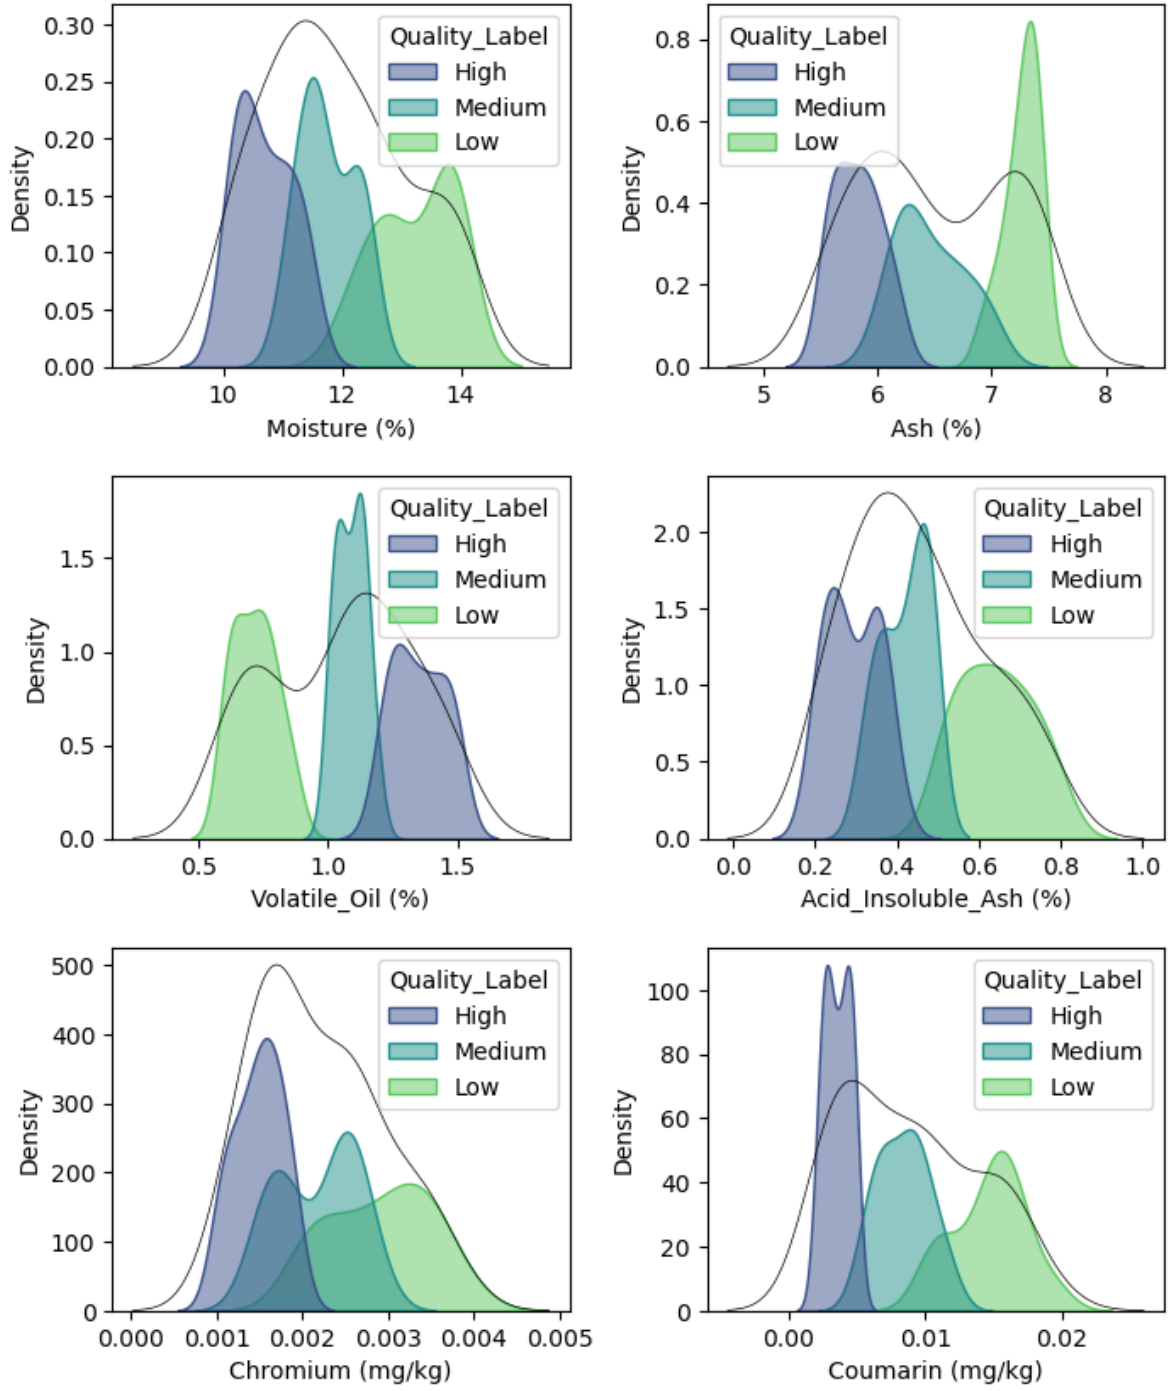 0.30
0.25
0.20
0.15
0.10
0.05
0.00
Density
10 12 14
Moisture (%)
Quality_Label
High
Medium
Low
0.8
0.6
0.4
0.2
0.0
Density
5 6 7 8
Ash (%)
Quality_Label
High
Medium
Low
1.5
1.0
0.5
0.0
Density
0.5 1.0 1.5
Volatile_Oil (%)
Quality_Label
High
Medium
Low
2.0
1.5
1.0
0.5
0.0
Density
0.0 0.2 0.4 0.6 0.8 1.0
Acid_Insoluble_Ash (%)
Quality_Label
High
Medium
Low
500
400
300
200
100
0
Density
0.000 0.001 0.002 0.003 0.004 0.005
Chromium (mg/kg)
Quality_Label
High
Medium
Low
100
80
60
40
20
0
Density
0.00 0.01 0.02
Coumarin (mg/kg)
Quality_Label
High
Medium
Low